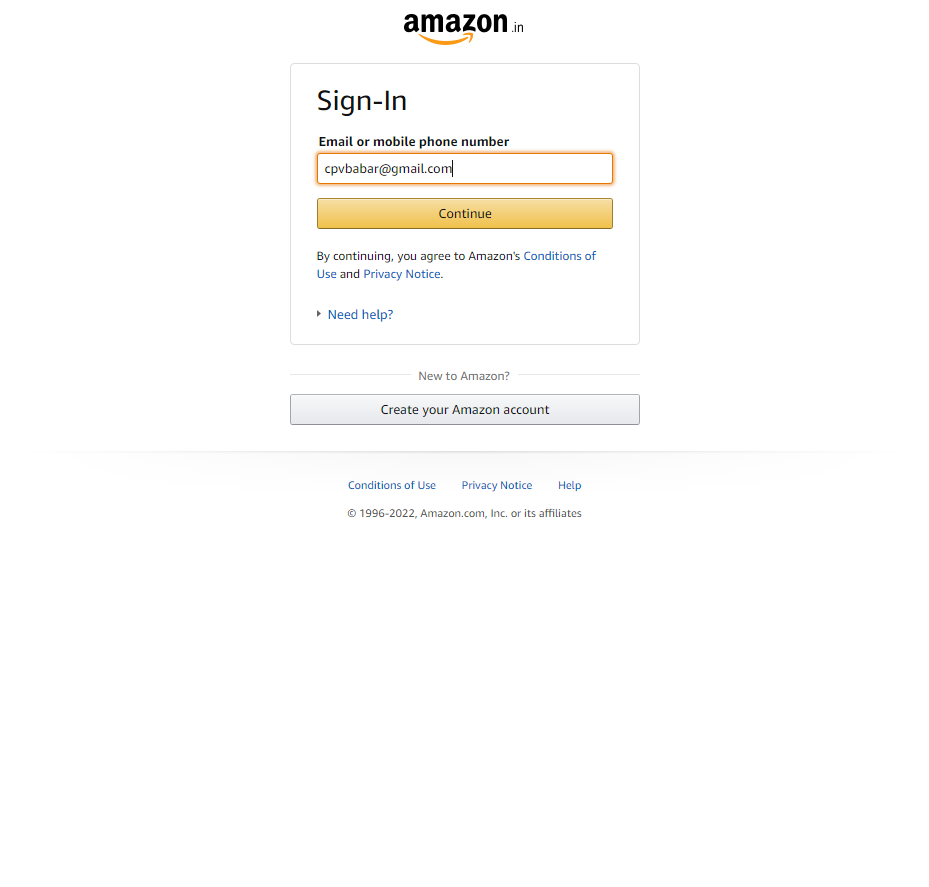 amazon.in
Sign-In
Email or mobile phone number
cpvbabar@gmail.com
Continue
By continuing, you agree to Amazon's Conditions of
Use and Privacy Notice.
Need help?
New to Amazon?
Create your Amazon account
Conditions of Use Privacy Notice Help
© 1996-2022, Amazon.com, Inc. or its affiliates